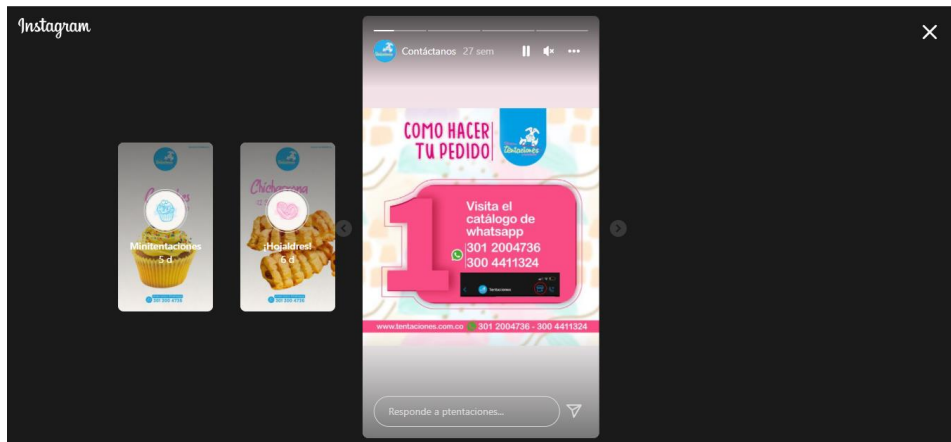 Instagram
Contáctanos 27 sem
COMO HACER
TU PEDIDO
Tentaciones
1
Visita el
catálogo de
whatsapp
301 2004736
300 4411324
Tentaciones
www.tentaciones.com.co 301 2004736 - 300 4411324
Responde a ptentaciones...
Minitentaciones
5 d
Chicharrona
¡Hojaldres!
6 d